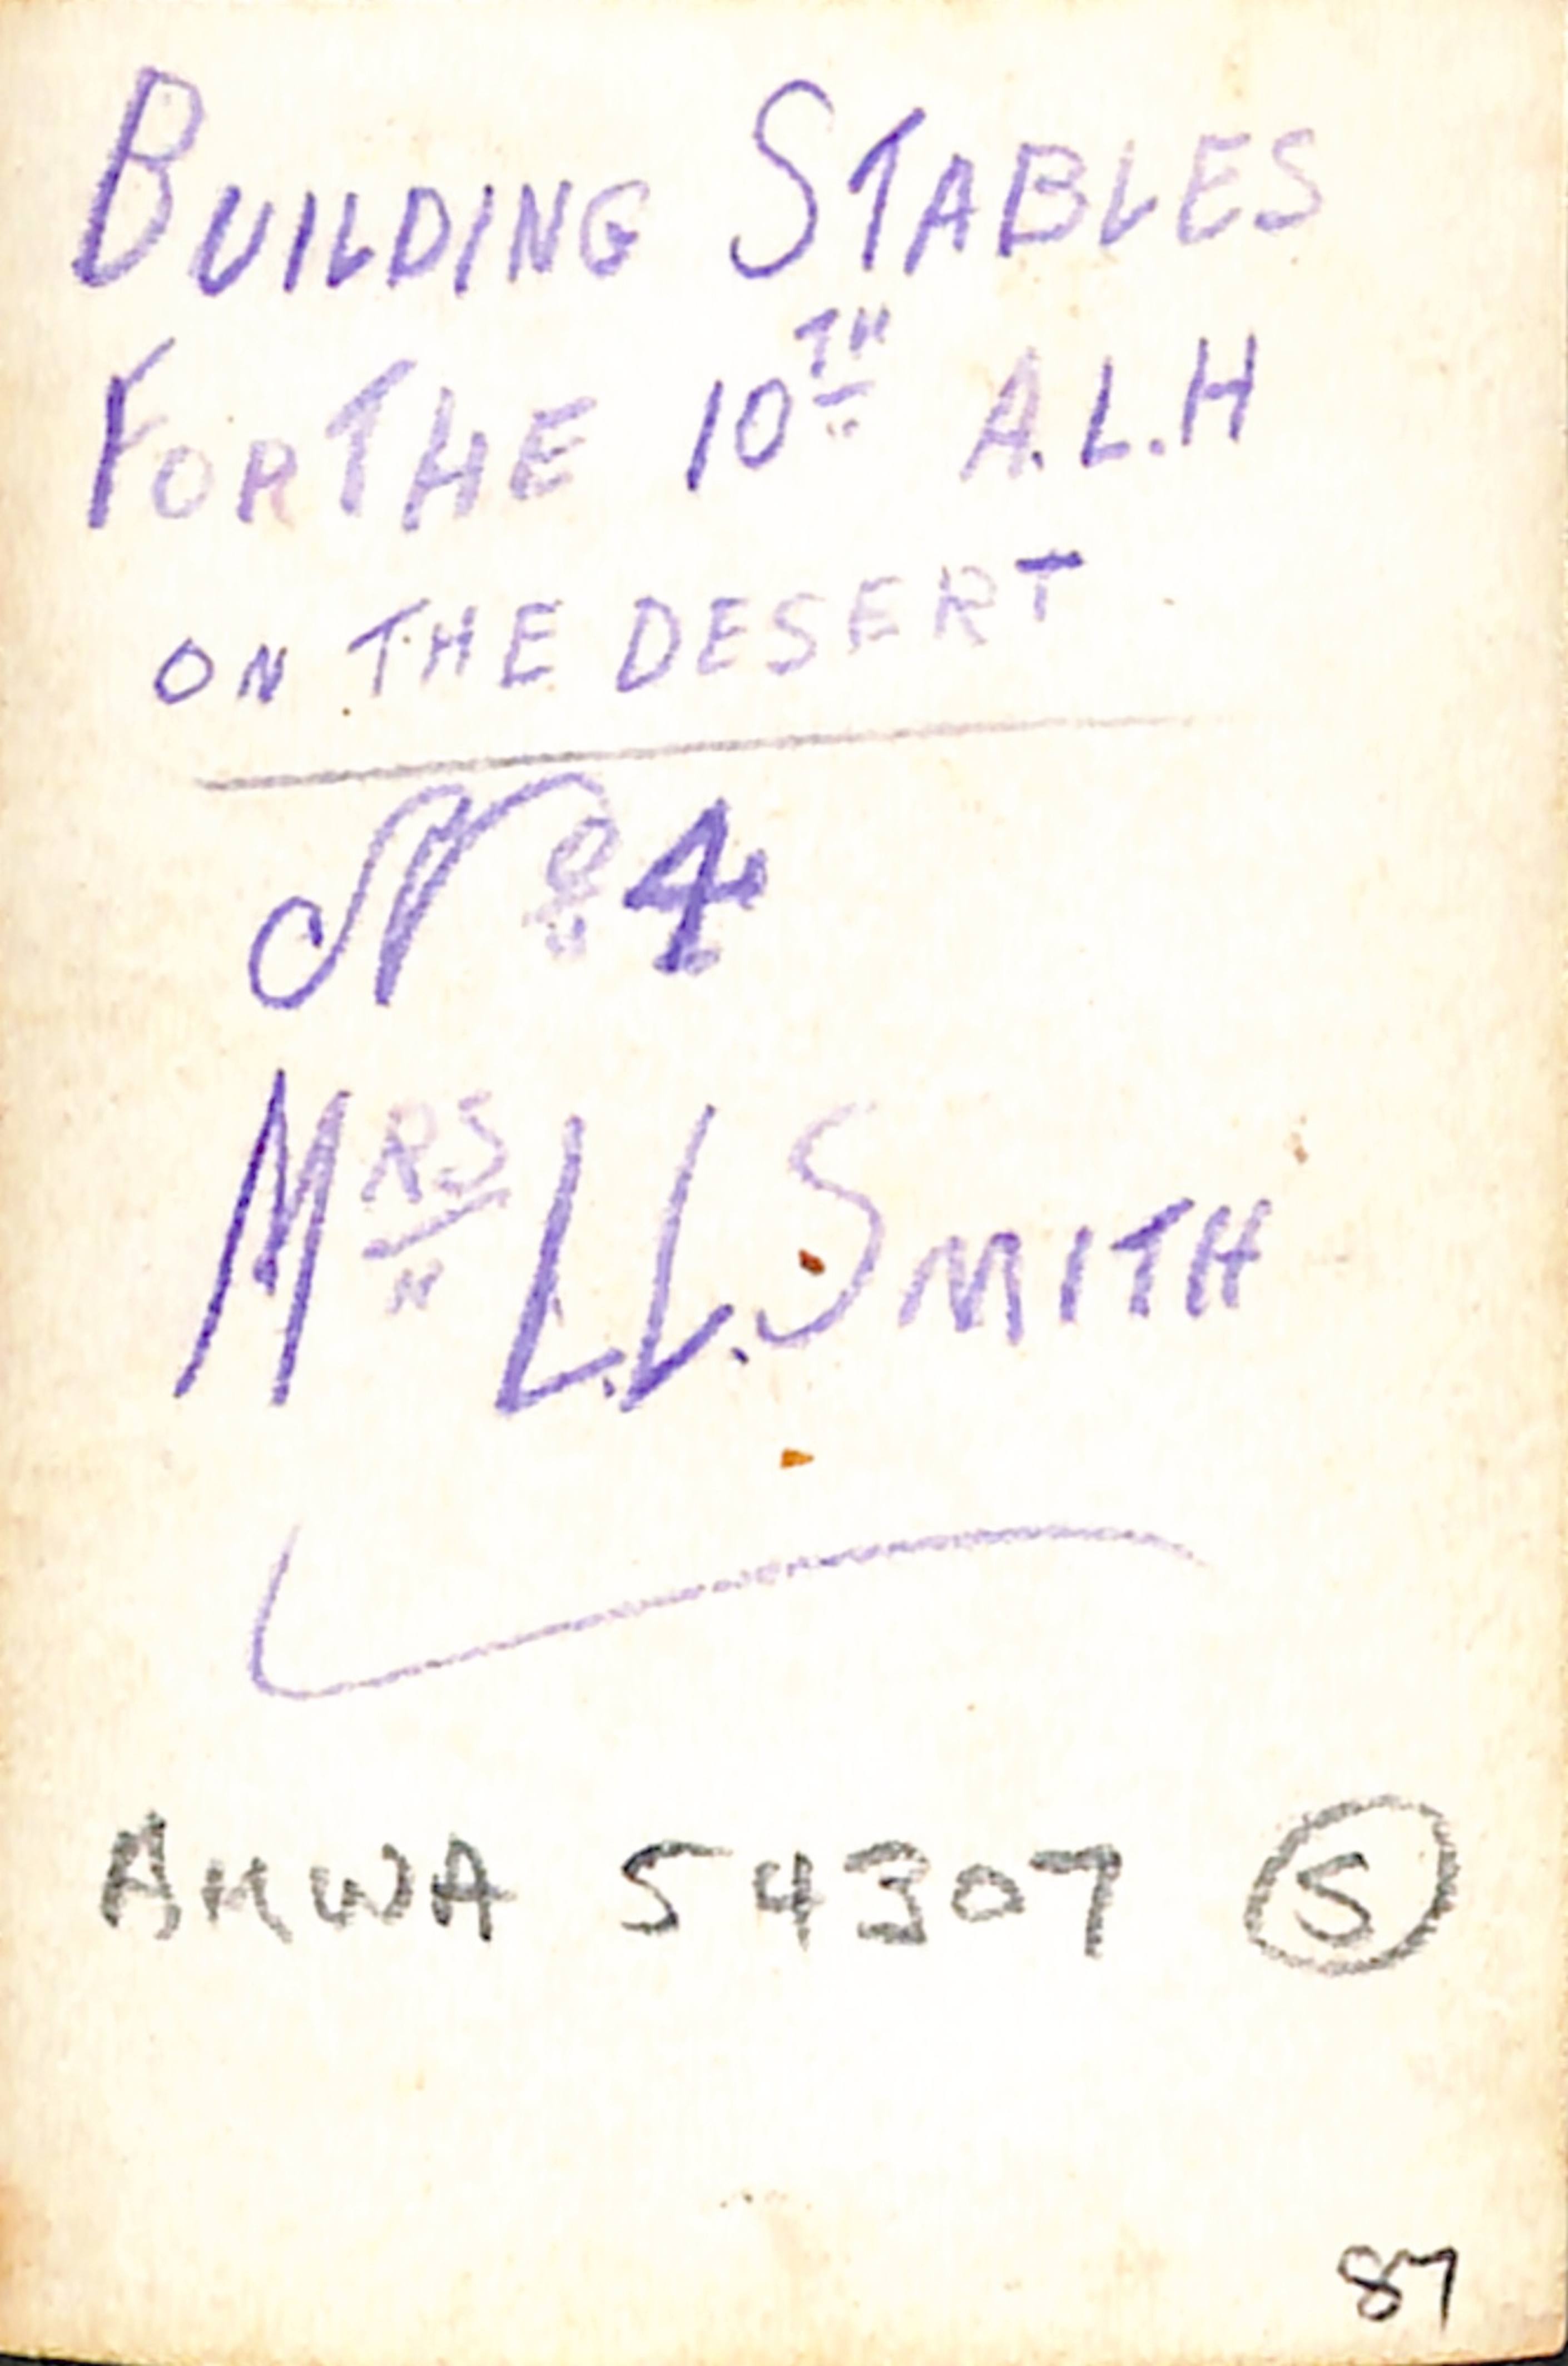 BUILDING STABLES
FOR THE 10TH A.L.H
ON THE DESERT
No 4
MRS L.L. SMITH
AMWA 54307 S
87